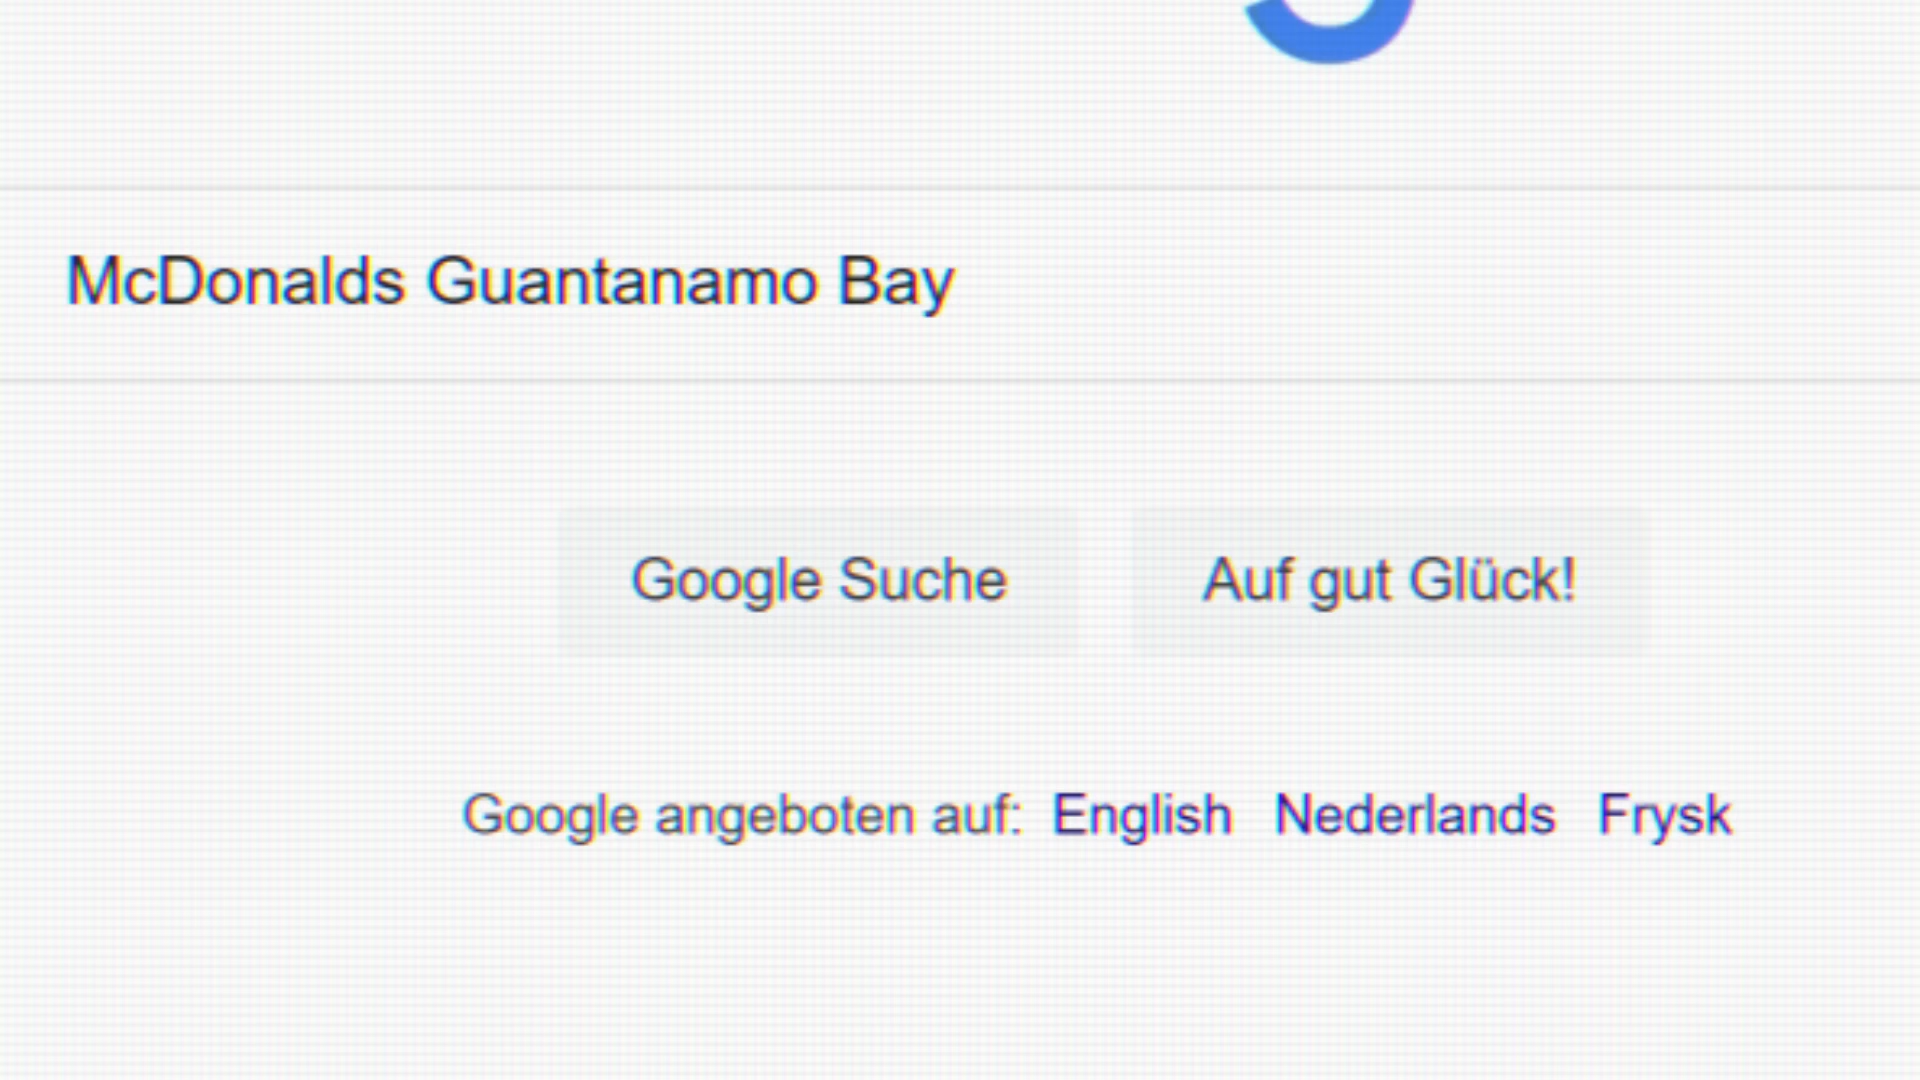 McDonalds Guantanamo Bay
Google Suche Auf gut Glück!
Google angeboten auf: English Nederlands Frysk